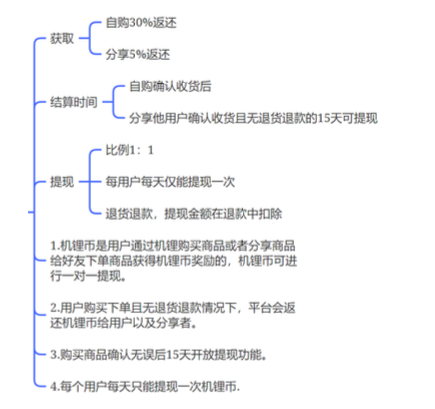 获取
自购30%返还
分享5%返还
结算时间
自购确认收货后
分享他用户确认收货且无退货退款的15天可提现
提现
比例1：1
每用户每天仅能提现一次
退货退款，提现金额在退款中扣除
1.机锂币是用户通过机锂购买商品或者分享商品
给好友下单商品获得机锂币奖励的，机锂币可进
行一对一提现。
2.用户购买下单且无退货退款情况下，平台会返
还机锂币给用户以及分享者。
3.购买商品确认无误后15天开放提现功能。
4.每个用户每天只能提现一次机锂币.